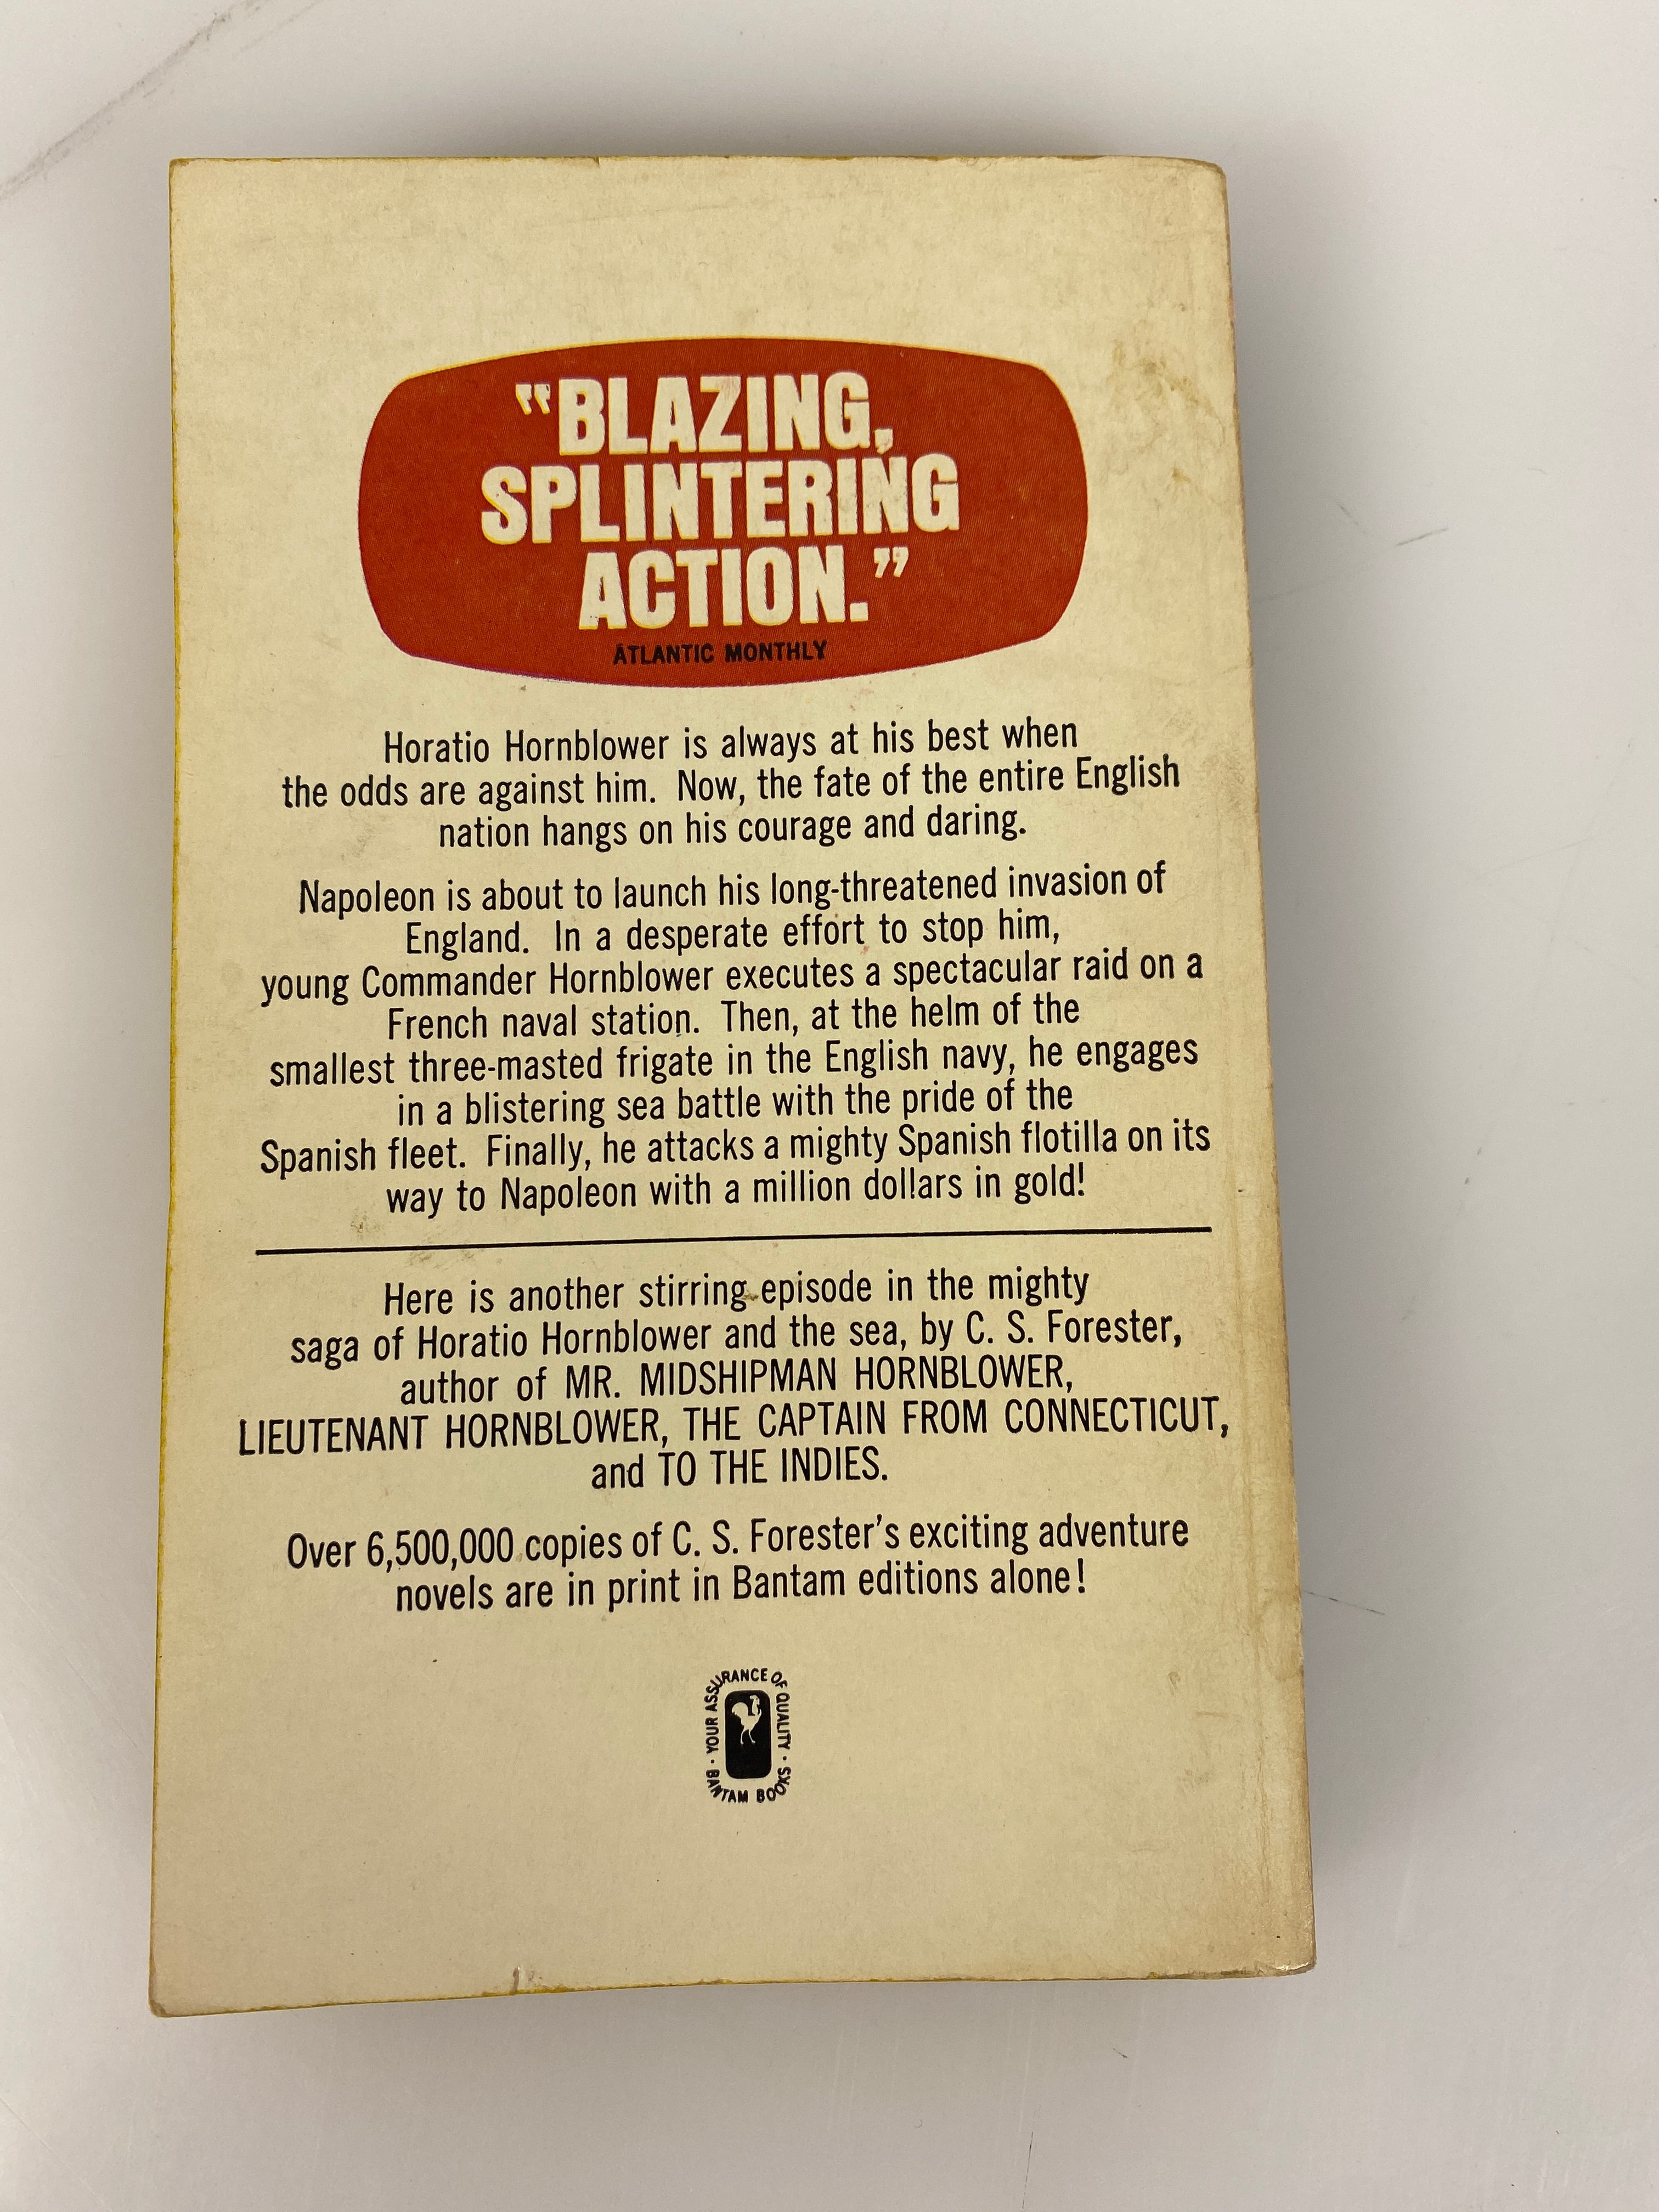 "BLAZING,
SPLINTERING
ACTION."
ATLANTIC MONTHLY
Horatio Hornblower is always at his best when
the odds are against him. Now, the fate of the entire English
nation hangs on his courage and daring.
Napoleon is about to launch his long-threatened invasion of
England. In a desperate effort to stop him,
young Commander Hornblower executes a spectacular raid on a
French naval station. Then, at the helm of the
smallest three-masted frigate in the English navy, he engages
in a blistering sea battle with the pride of the
Spanish fleet. Finally, he attacks a mighty Spanish flotilla on its
way to Napoleon with a million dollars in gold!
Here is another stirring episode in the mighty
saga of Horatio Hornblower and the sea, by C. S. Forester,
author of MR. MIDSHIPMAN HORNBLOWER,
LIEUTENANT HORNBLOWER, THE CAPTAIN FROM CONNECTICUT,
and TO THE INDIES.
Over 6,500,000 copies of C. S. Forester's exciting adventure
novels are in print in Bantam editions alone!
YOUR ASSURANCE OF QUALITY
BANTAM BOOKS